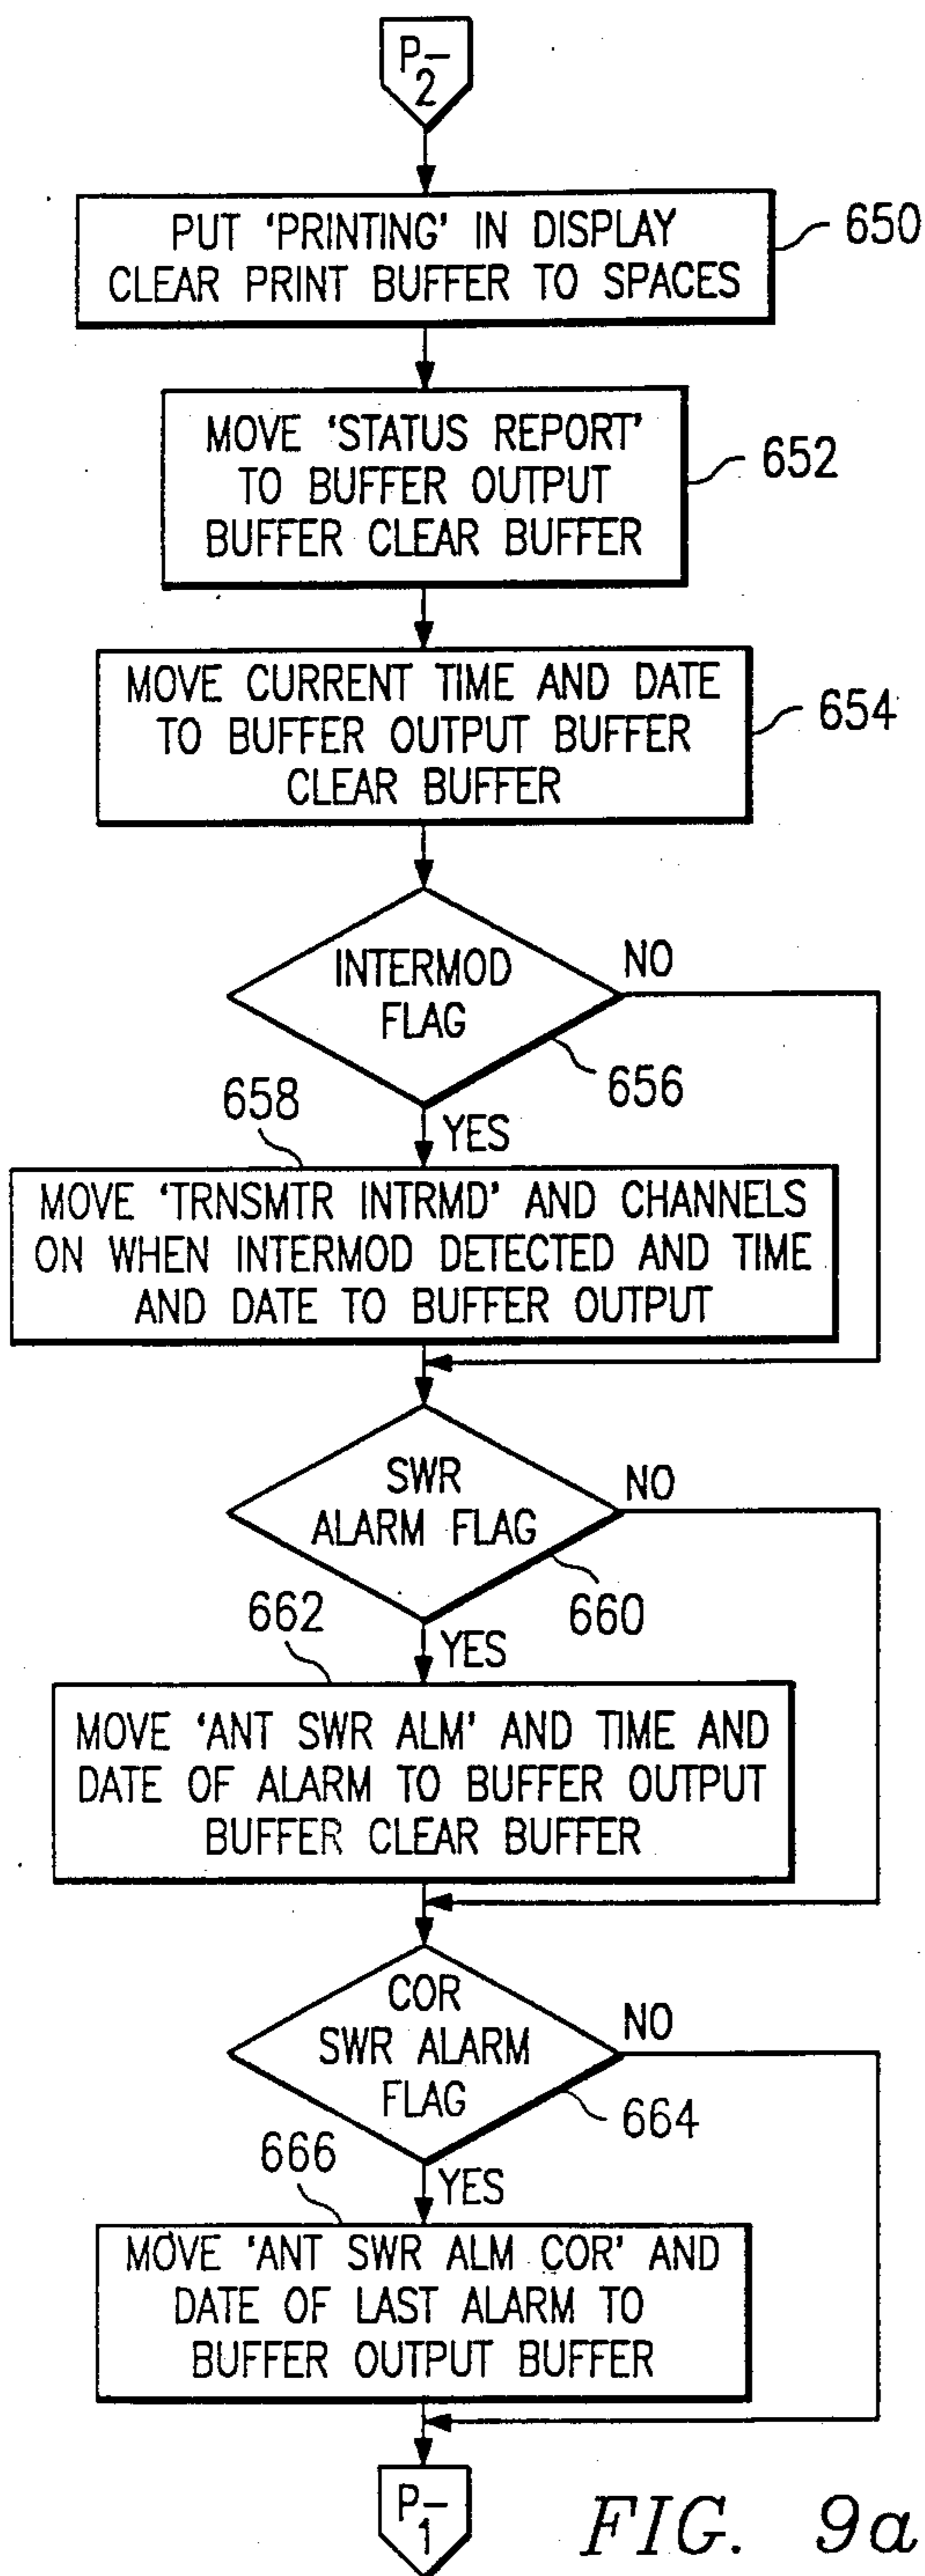 P-
2
PUT 'PRINTING' IN DISPLAY
CLEAR PRINT BUFFER TO SPACES
650
MOVE 'STATUS REPORT'
TO BUFFER OUTPUT
BUFFER CLEAR BUFFER
652
MOVE CURRENT TIME AND DATE
TO BUFFER OUTPUT BUFFER
CLEAR BUFFER
654
INTERMOD
FLAG
NO
656
YES
658
MOVE 'TRNSMTR INTRMD' AND CHANNELS
ON WHEN INTERMOD DETECTED AND TIME
AND DATE TO BUFFER OUTPUT
SWR
ALARM FLAG
NO
660
YES
662
MOVE 'ANT SWR ALM' AND TIME AND
DATE OF ALARM TO BUFFER OUTPUT
BUFFER CLEAR BUFFER
COR
SWR ALARM
FLAG
NO
664
YES
666
MOVE 'ANT SWR ALM COR' AND
DATE OF LAST ALARM TO
BUFFER OUTPUT BUFFER
P-
1
FIG. 9a